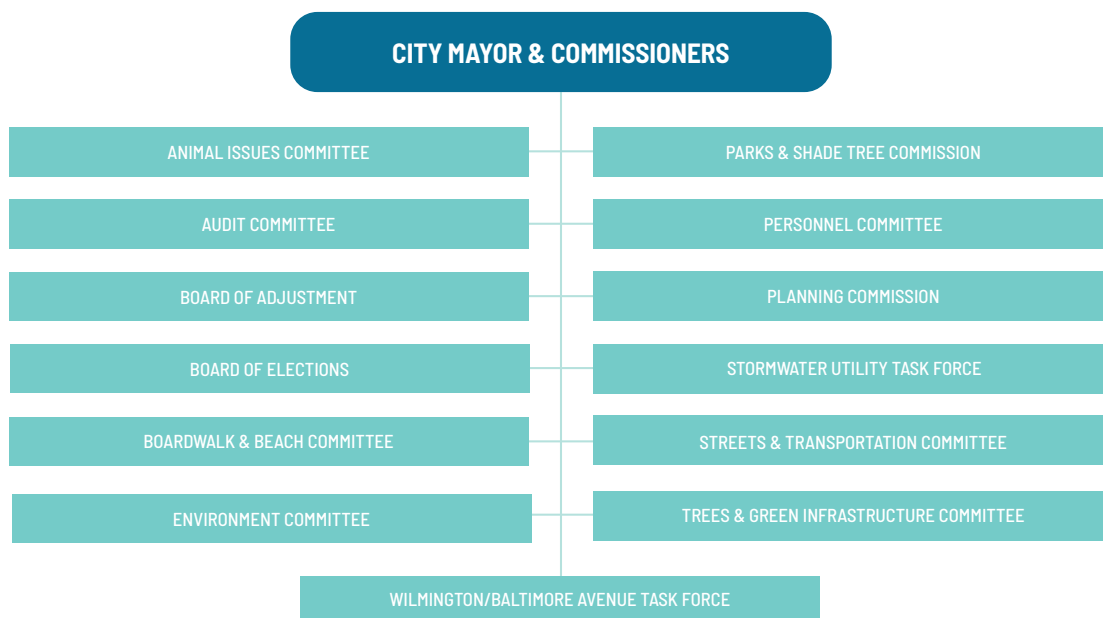 CITY MAYOR & COMMISSIONERS
ANIMAL ISSUES COMMITTEE
PARKS & SHADE TREE COMMISSION
AUDIT COMMITTEE
PERSONNEL COMMITTEE
BOARD OF ADJUSTMENT
PLANNING COMMISSION
BOARD OF ELECTIONS
STORMWATER UTILITY TASK FORCE
BOARDWALK & BEACH COMMITTEE
STREETS & TRANSPORTATION COMMITTEE
ENVIRONMENT COMMITTEE
TREES & GREEN INFRASTRUCTURE COMMITTEE
WILMINGTON/BALTIMORE AVENUE TASK FORCE